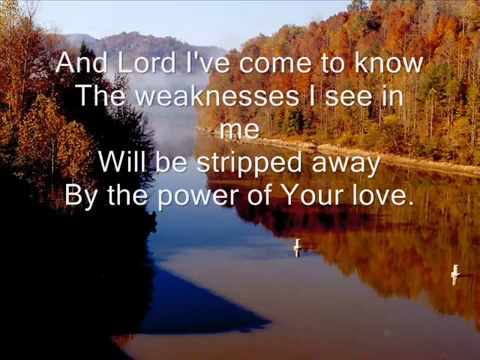 And Lord I've come to know
The weaknesses I see in
me
Will be stripped away
By the power of Your love.